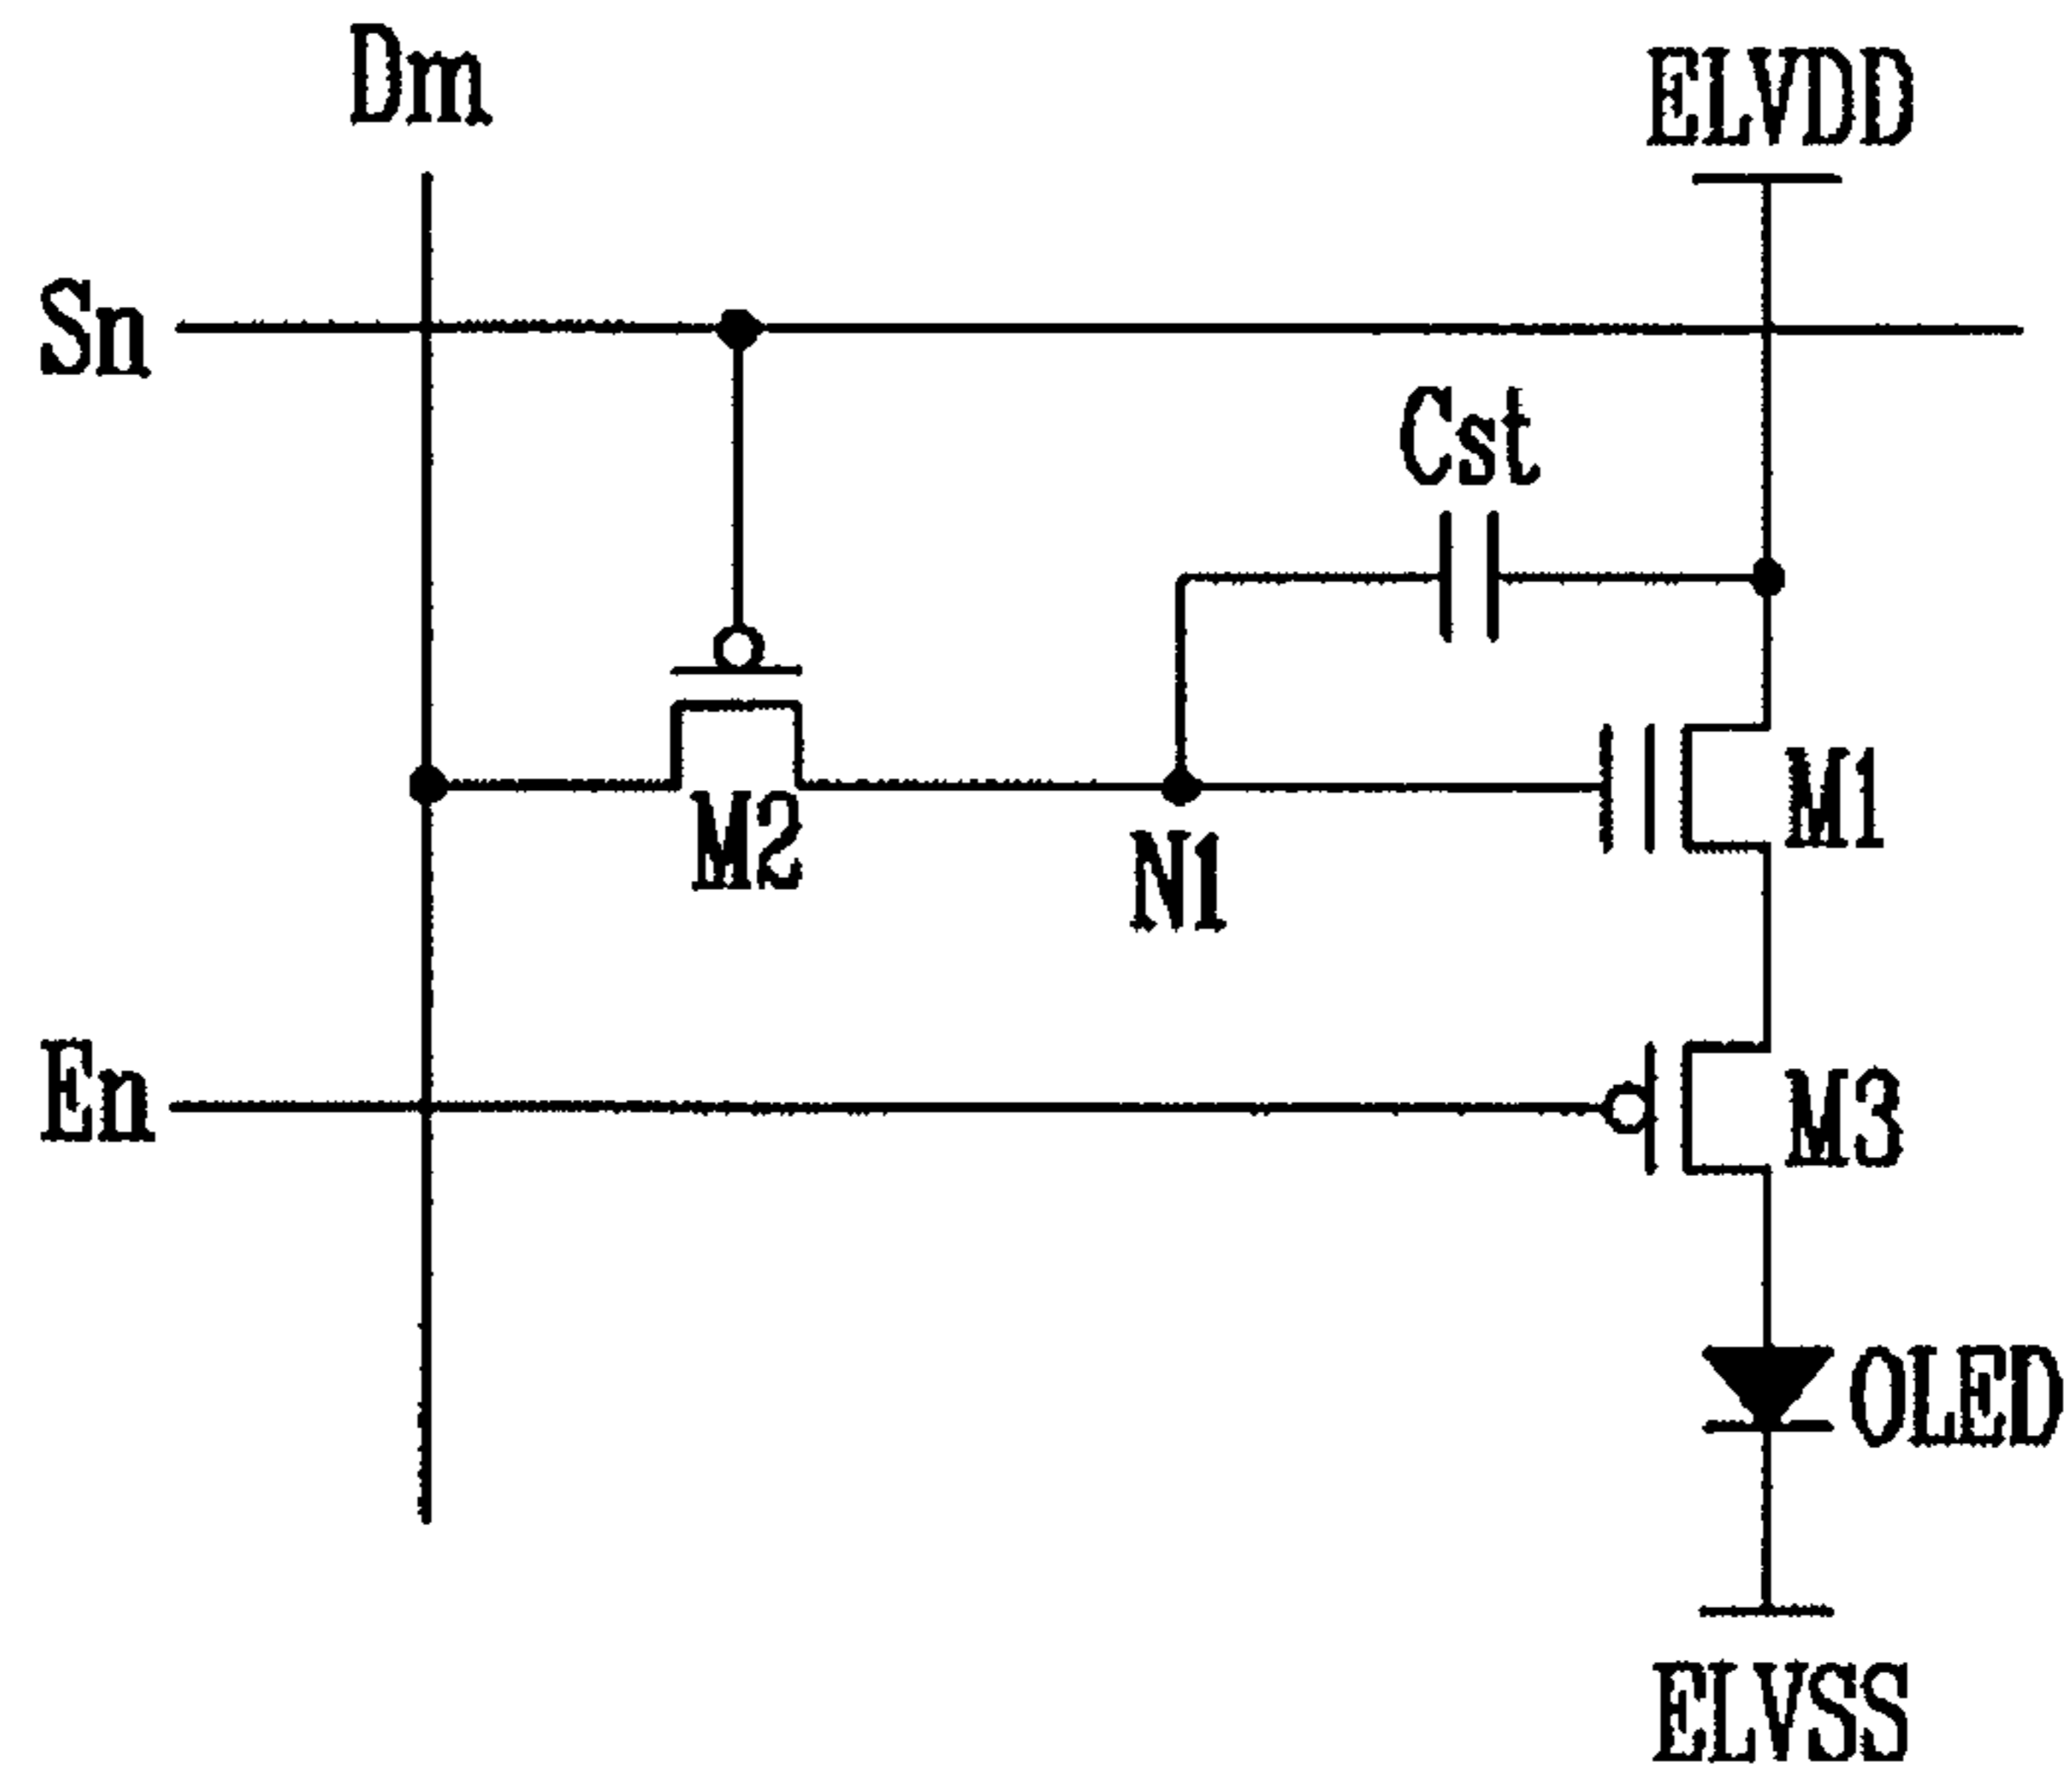 Dm
ELVDD
Sn
Cst
M1
M2
N1
En
M3
OLED
ELVSS